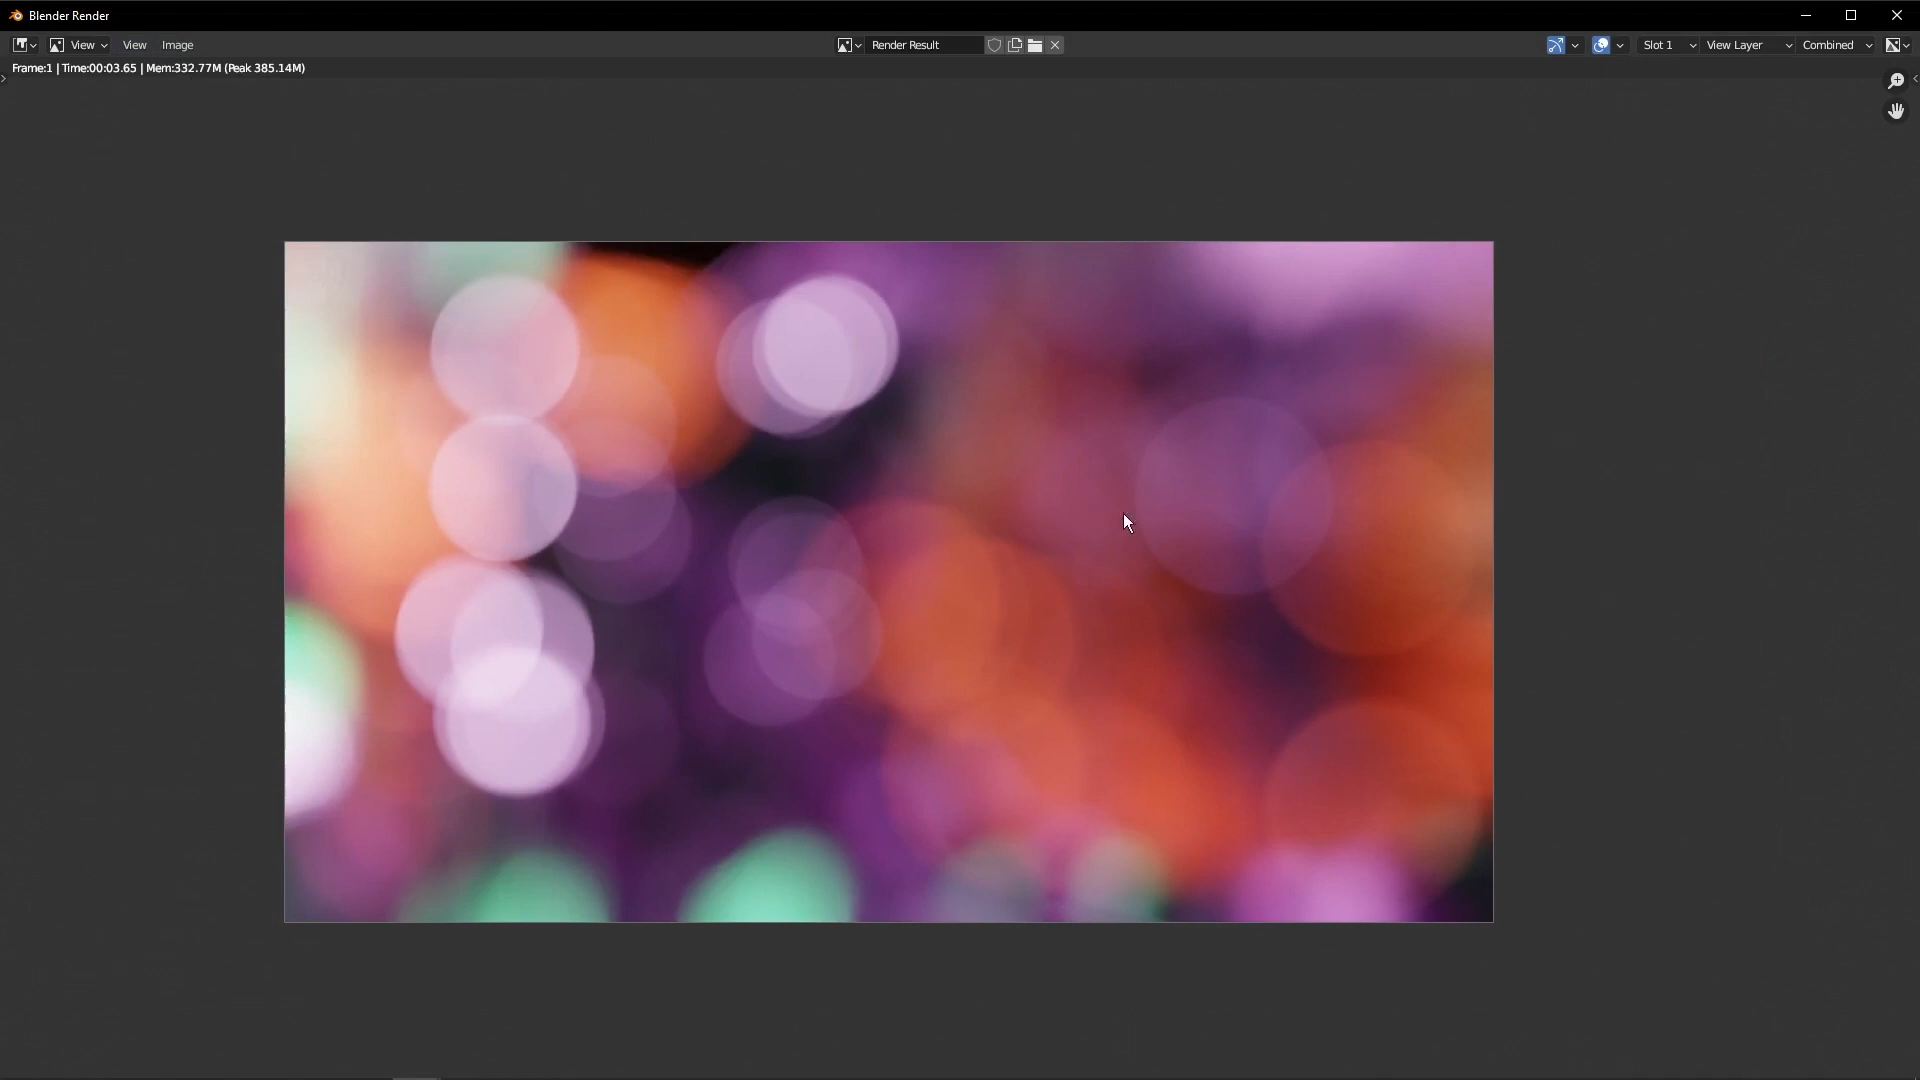 Blender Render
View View Image Render Result Slot 1 View Layer Combined
Frame:1 | Time:00:03.65 | Mem:332.77M (Peak 385.14M)